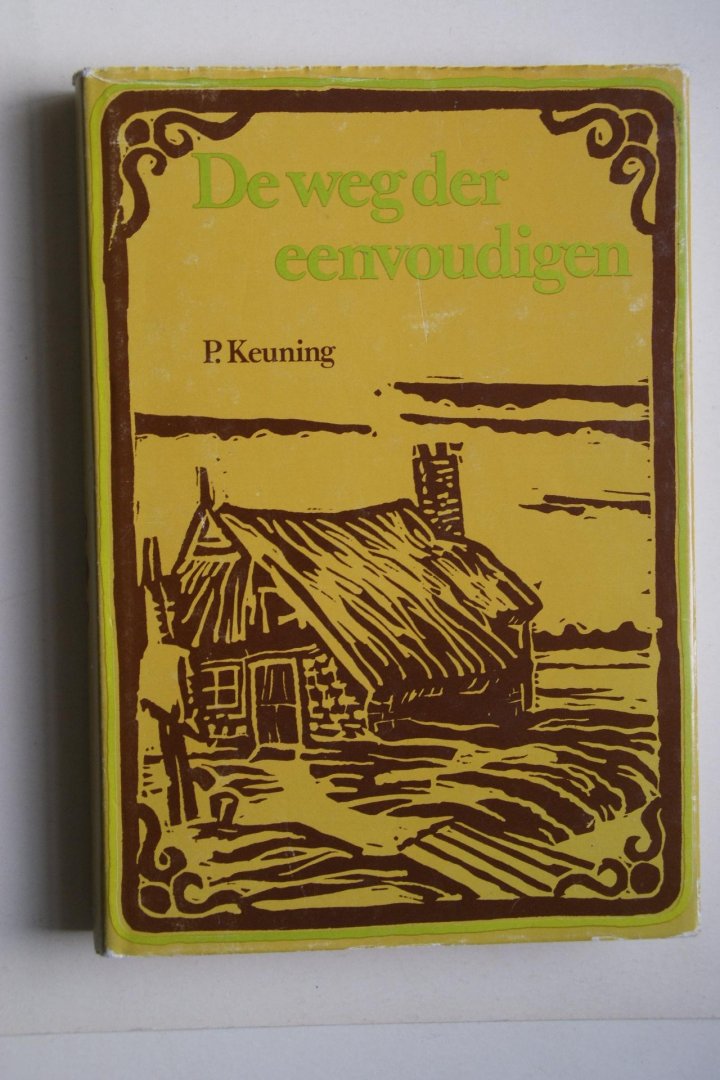 De weg der
eenvoudigen
P. Keuning